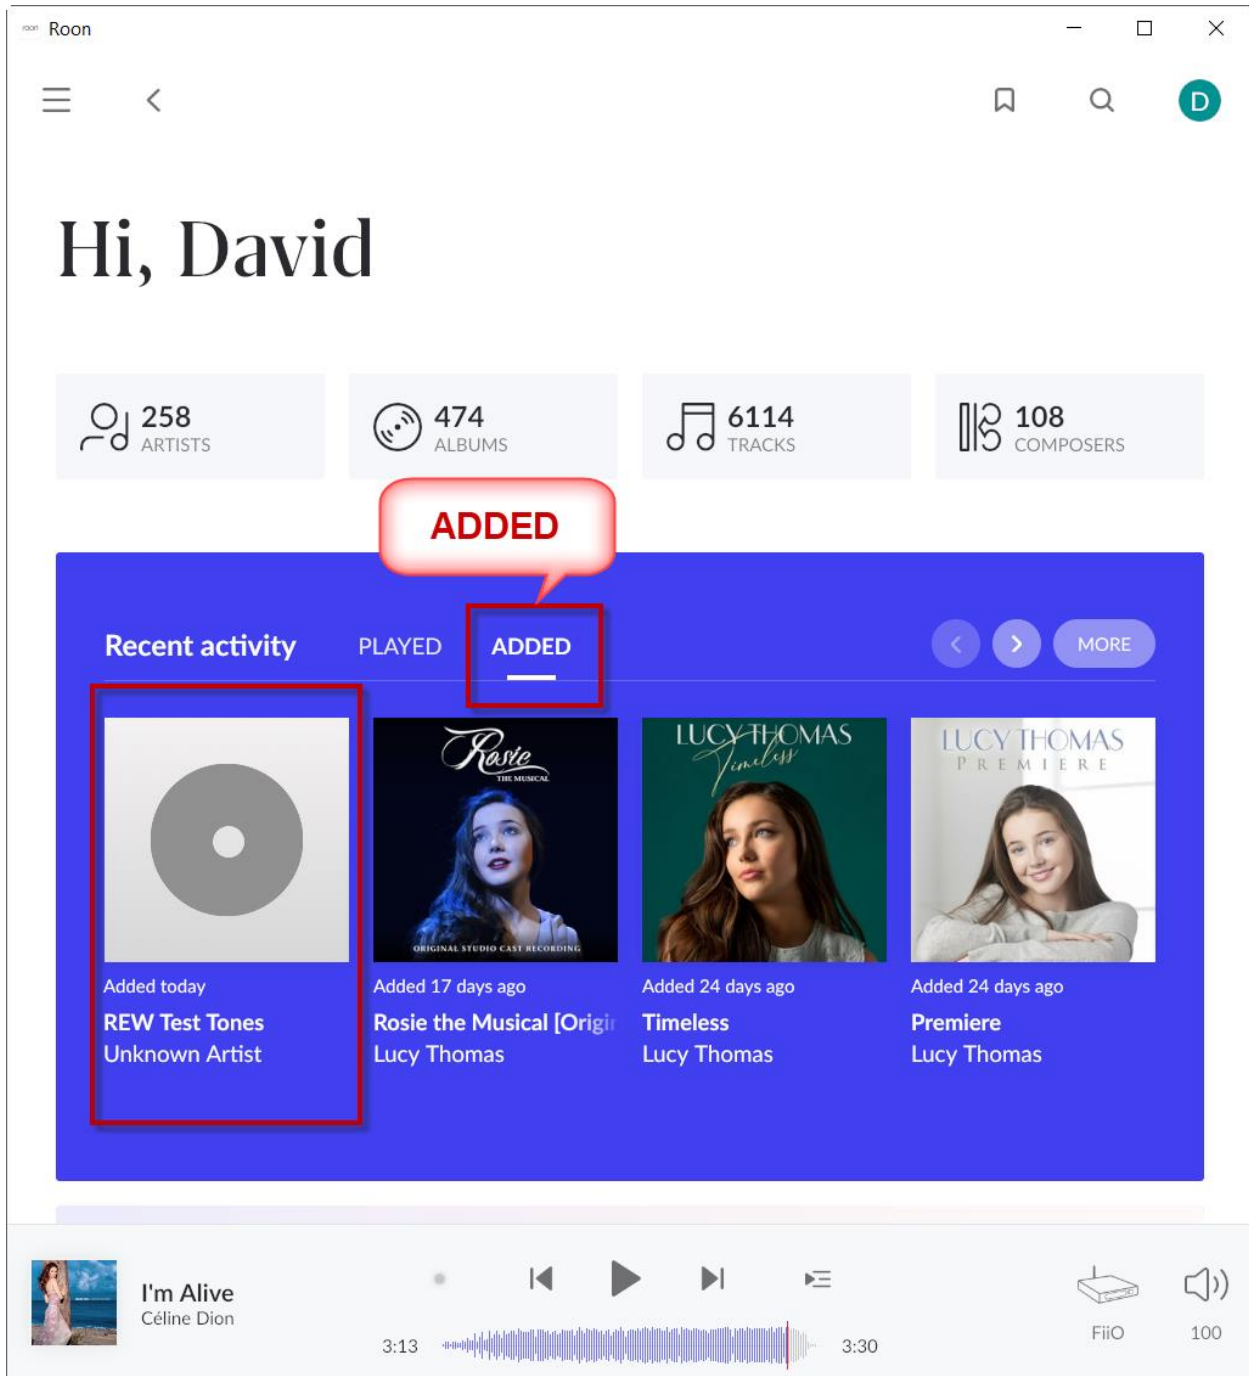 roon Roon
D
Hi, David
258
ARTISTS
474
ALBUMS
6114
TRACKS
108
COMPOSERS
ADDED
Recent activity PLAYED ADDED MORE
Rosie
THE MUSICAL
ORIGINAL STUDIO CAST RECORDING
LUCY THOMAS
Timeless
LUCY THOMAS
PREMIERE
Added today
REW Test Tones
Unknown Artist
Added 17 days ago
Rosie the Musical [Origin
Lucy Thomas
Added 24 days ago
Timeless
Lucy Thomas
Added 24 days ago
Premiere
Lucy Thomas
I'm Alive
Céline Dion
3:13
3:30
FiiO
100